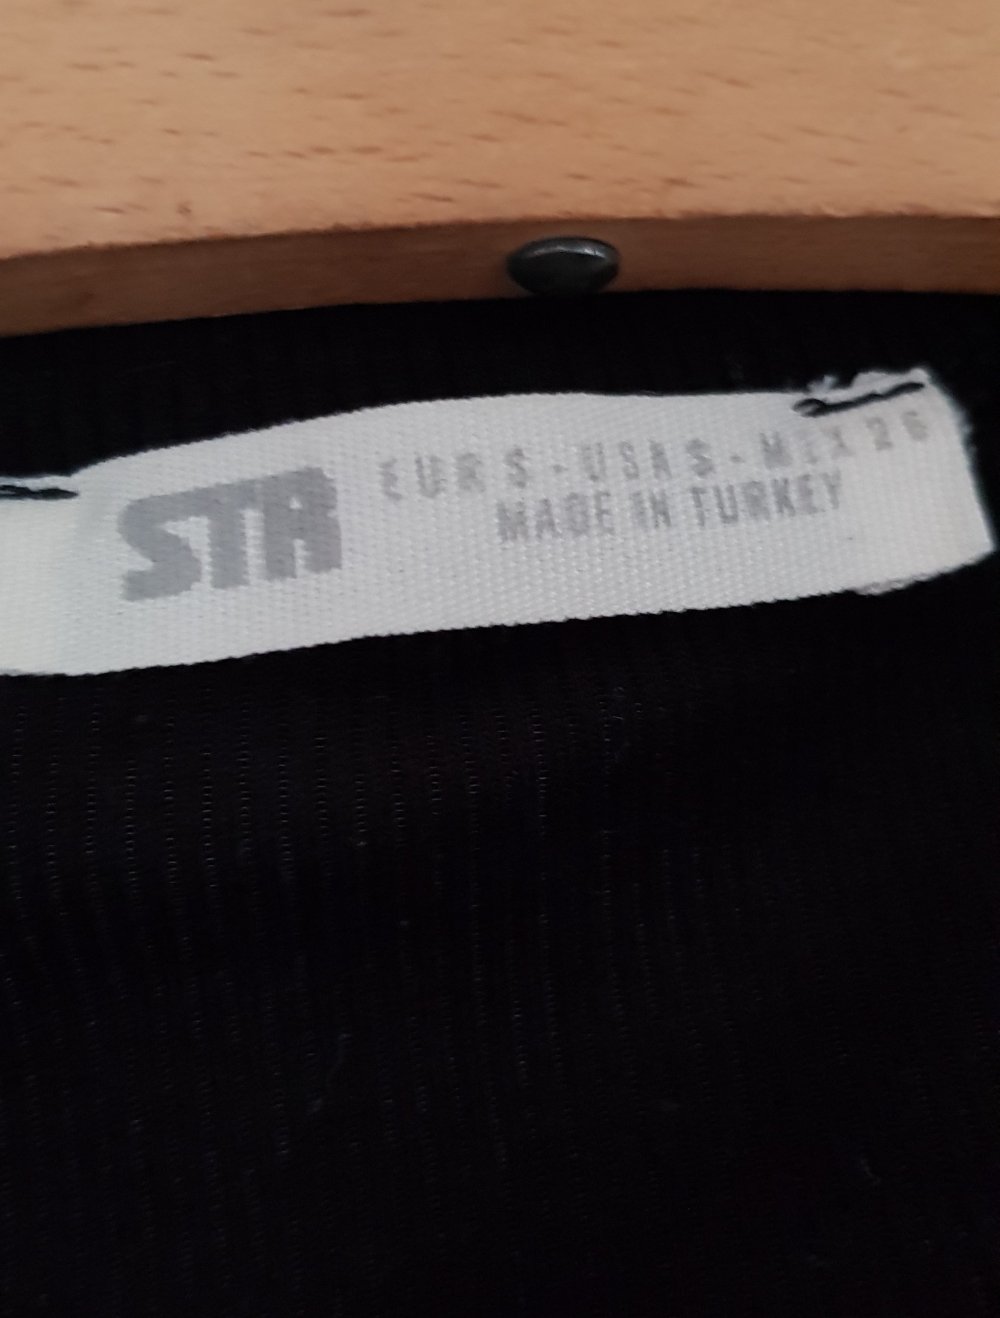 STR
EUR S - USA S - MEX 26
MADE IN TURKEY